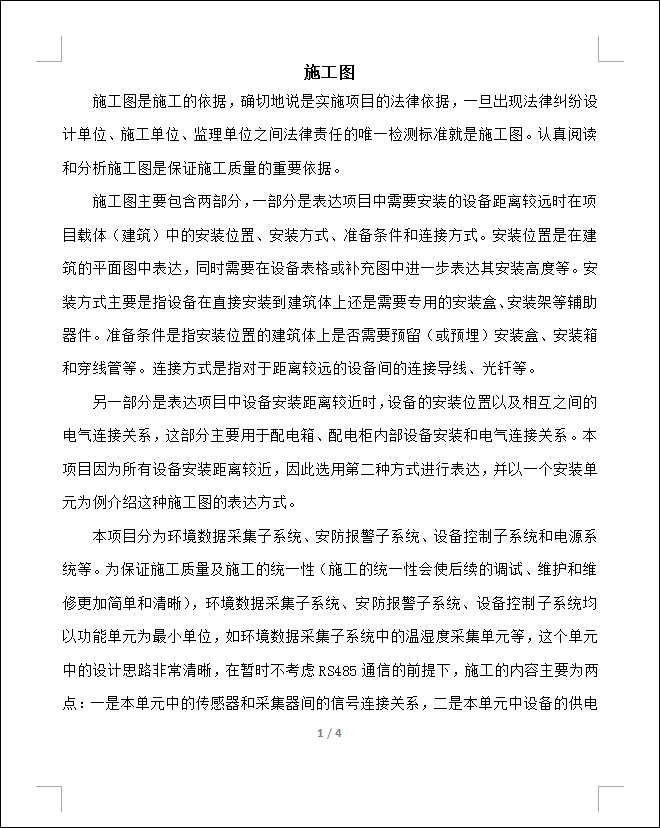 施工图
施工图是施工的依据，确切地说是实施项目的法律依据，一旦出现法律纠纷设
计单位、施工单位、监理单位之间法律责任的唯一检测标准就是施工图。认真阅读
和分析施工图是保证施工质量的重要依据。
施工图主要包含两部分，一部分是表达项目中需要安装的设备距离较远时在项
目载体（建筑）中的安装位置、安装方式、准备条件和连接方式。安装位置是在建
筑的平面图中表达，同时需要在设备表格或补充图中进一步表达其安装高度等。安
装方式主要是指设备在直接安装到建筑体上还是需要专用的安装盒、安装架等辅助
器件。准备条件是指安装位置的建筑体上是否需要预留（或预埋）安装盒、安装箱
和穿线管等。连接方式是指对于距离较远的设备间的连接导线、光钎等。
另一部分是表达项目中设备安装距离较近时，设备的安装位置以及相互之间的
电气连接关系，这部分主要用于配电箱、配电柜内部设备安装和电气连接关系。本
项目因为所有设备安装距离较近，因此选用第二种方式进行表达，并以一个安装单
元为例介绍这种施工图的表达方式。
本项目分为环境数据采集子系统、安防报警子系统、设备控制子系统和电源系
统等。为保证施工质量及施工的统一性（施工的统一性会使后续的调试、维护和维
修更加简单和清晰），环境数据采集子系统、安防报警子系统、设备控制子系统均
以功能单元为最小单位，如环境数据采集子系统中的温湿度采集单元等，这个单元
中的设计思路非常清晰，在暂时不考虑 RS485 通信的前提下，施工的内容主要为两
点：一是本单元中的传感器和采集器间的信号连接关系，二是本单元中设备的供电
1 / 4